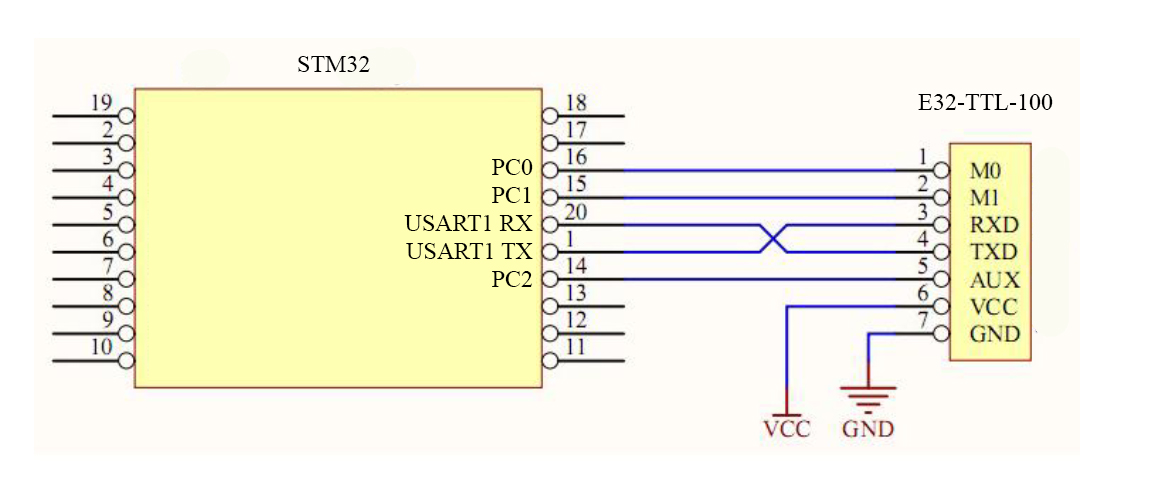 STM32
E32-TTL-100
19
2
3
4
5
6
7
8
9
10
18
17
PC0 16
PC1 15
USART1 RX 20
USART1 TX 1
PC2 14
13
12
11
1 M0
2 M1
3 RXD
4 TXD
5 AUX
6 VCC
7 GND
VCC
GND